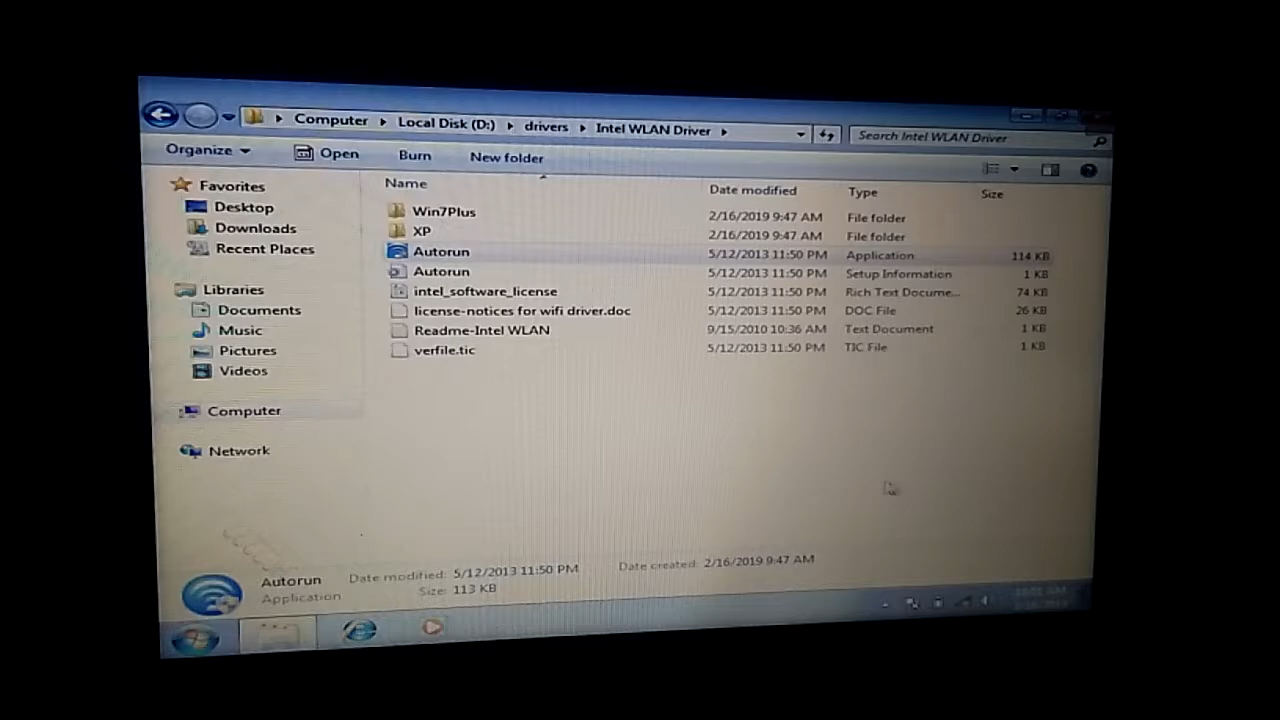 Computer Local Disk (D:) drivers Intel WLAN Driver Search Intel WLAN Driver
Organize Open Burn New folder
Name Date modified Type Size
Favorites
Desktop
Downloads
Recent Places
Libraries
Documents
Music
Pictures
Videos
Computer
Network
Win7Plus 2/16/2019 9:47 AM File folder
XP 2/16/2019 9:47 AM File folder
Autorun 5/12/2013 11:50 PM Application 114 KB
Autorun 5/12/2013 11:50 PM Setup Information 1 KB
intel_software_license 5/12/2013 11:50 PM Rich Text Docume... 74 KB
license-notices for wifi driver.doc 5/12/2013 11:50 PM DOC File 26 KB
Readme-Intel WLAN 9/15/2010 10:36 AM Text Document 1 KB
verfile.tic 5/12/2013 11:50 PM TIC File 1 KB
Autorun Date modified: 5/12/2013 11:50 PM Date created: 2/16/2019 9:47 AM
Application Size: 113 KB